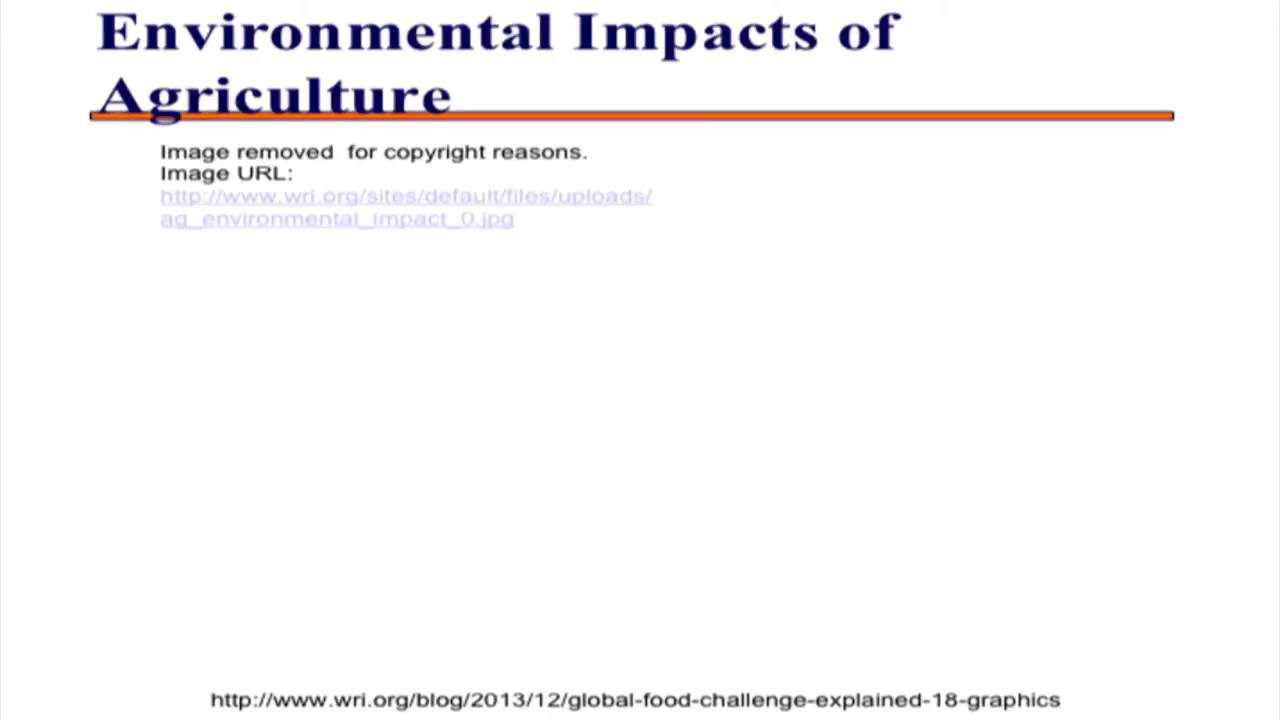 Environmental Impacts of
Agriculture
Image removed  for copyright reasons.
Image URL:
http://www.wri.org/sites/default/files/uploads/
ag_environmental_impact_0.jpg
http://www.wri.org/blog/2013/12/global-food-challenge-explained-18-graphics